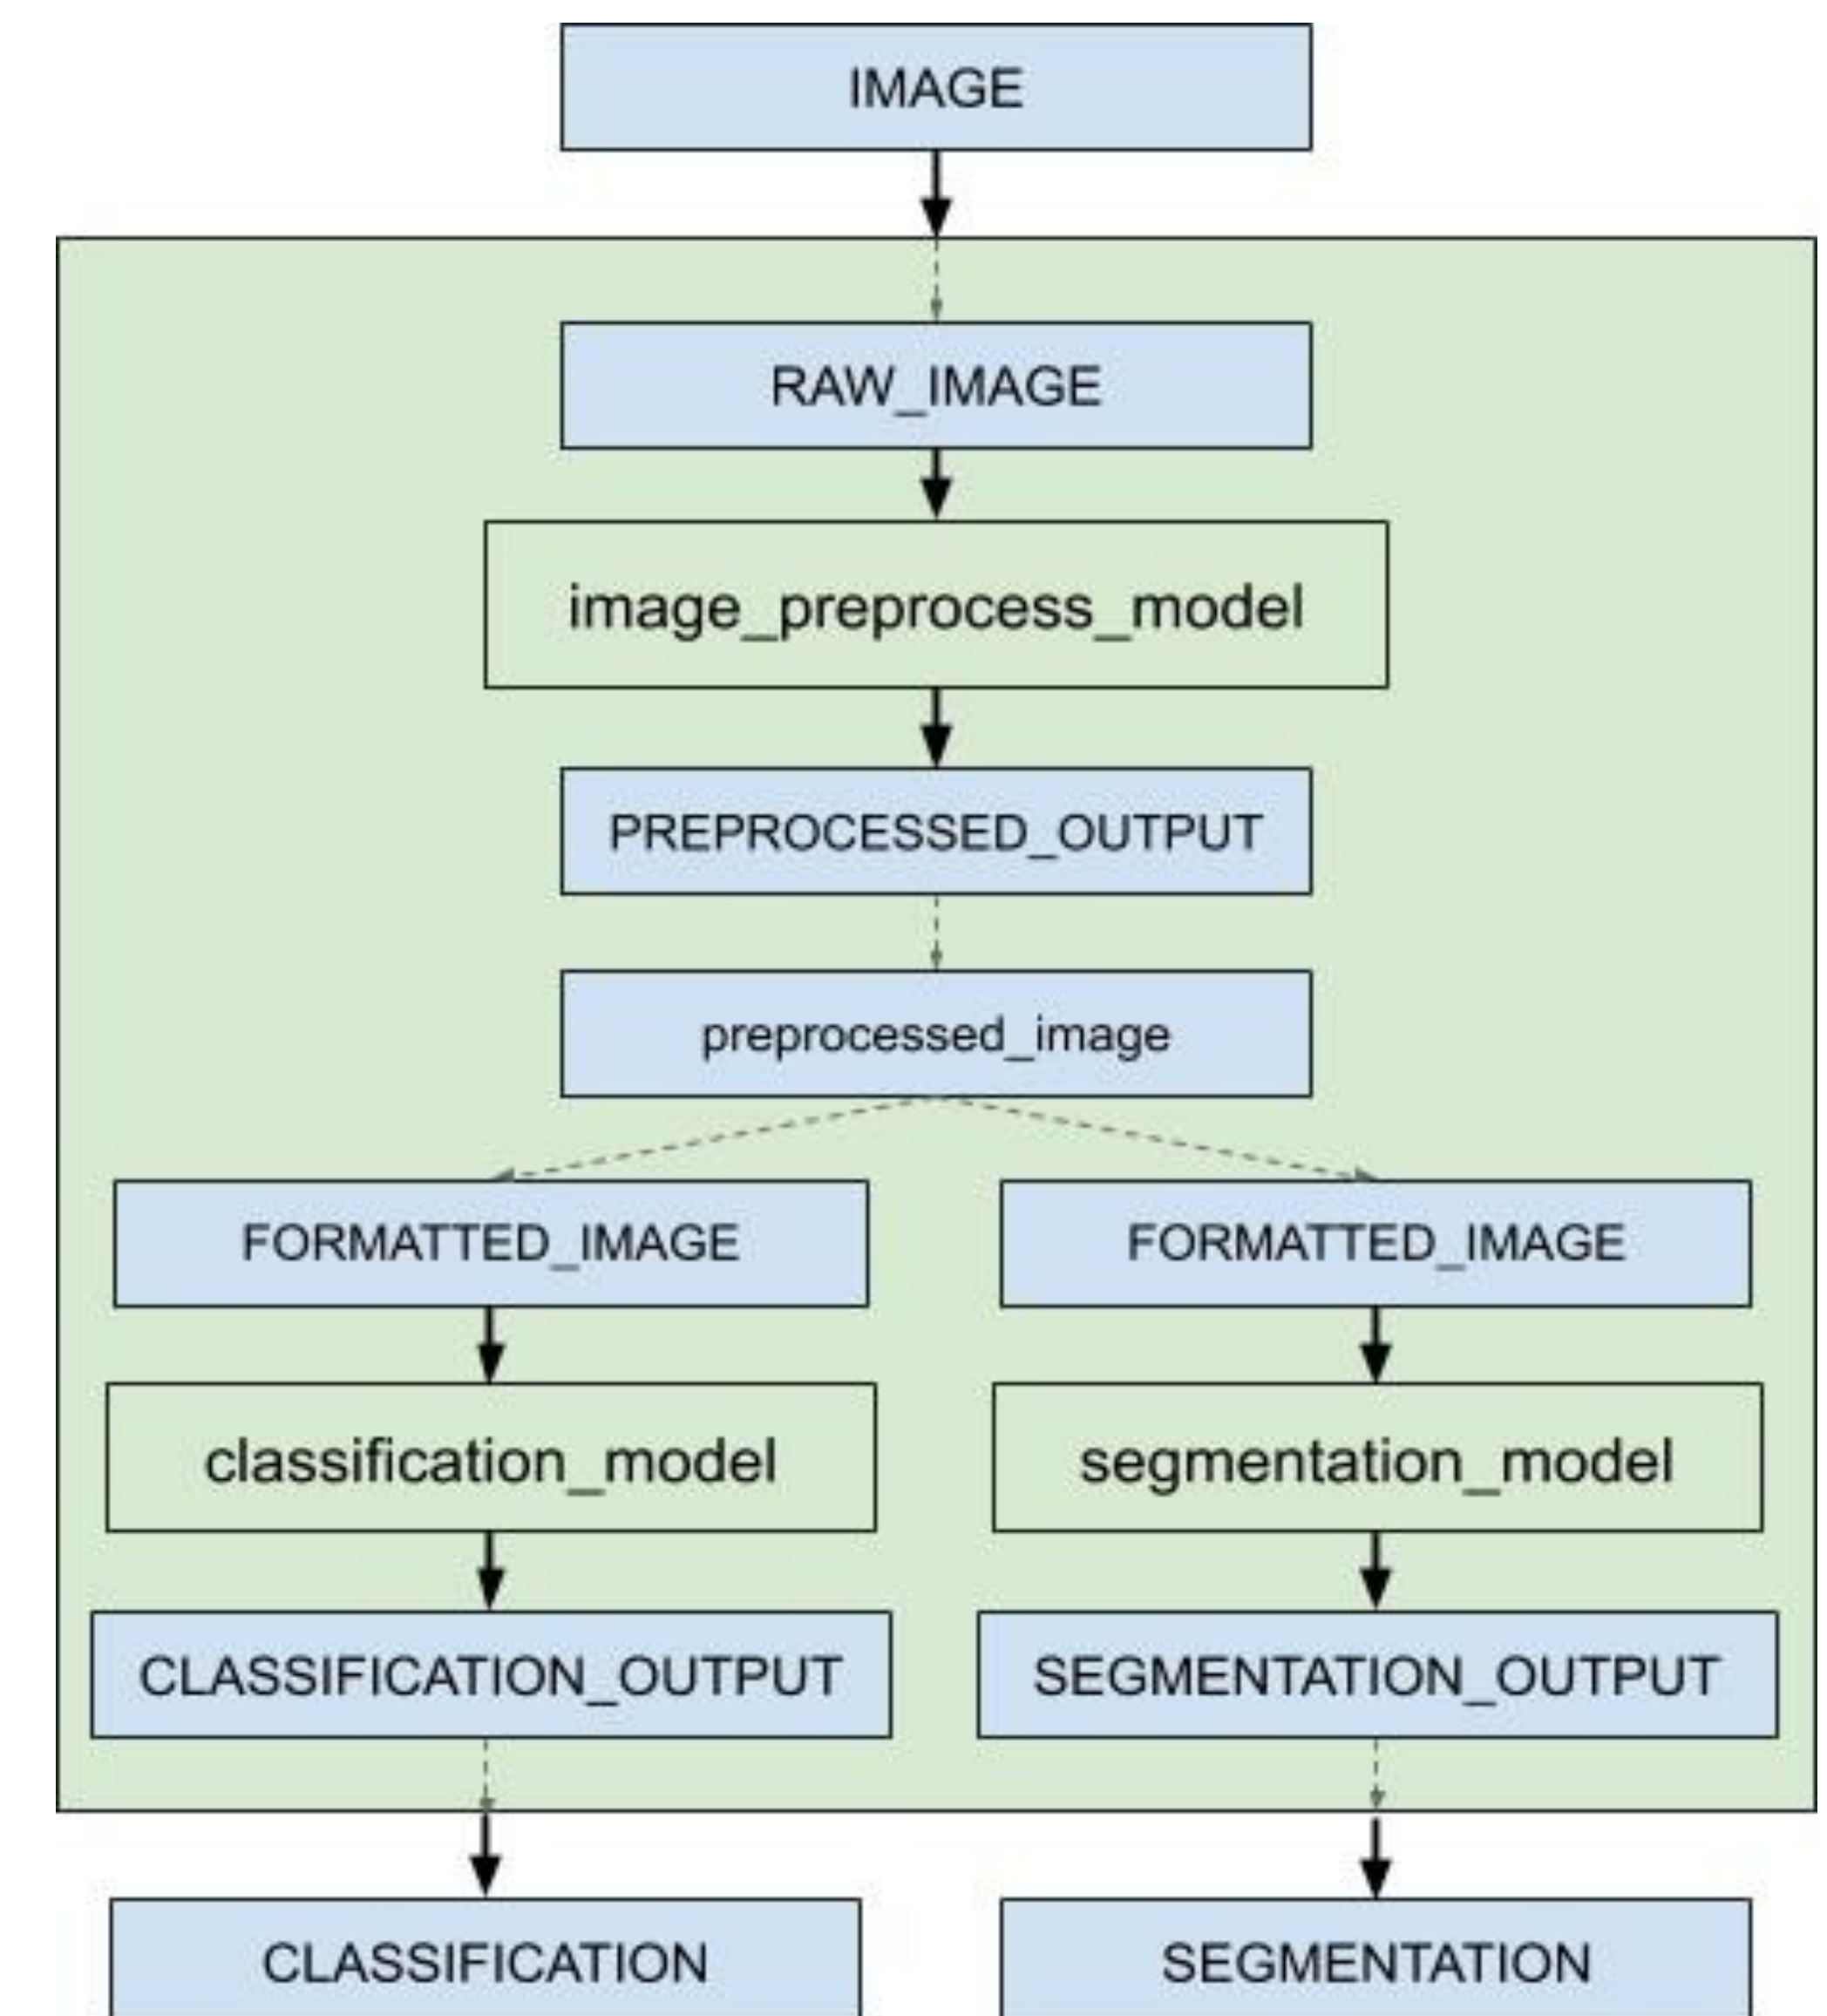 IMAGE
RAW_IMAGE
image_preprocess_model
PREPROCESSED_OUTPUT
preprocessed_image
FORMATTED_IMAGE
FORMATTED_IMAGE
classification_model
segmentation_model
CLASSIFICATION_OUTPUT
SEGMENTATION_OUTPUT
CLASSIFICATION
SEGMENTATION